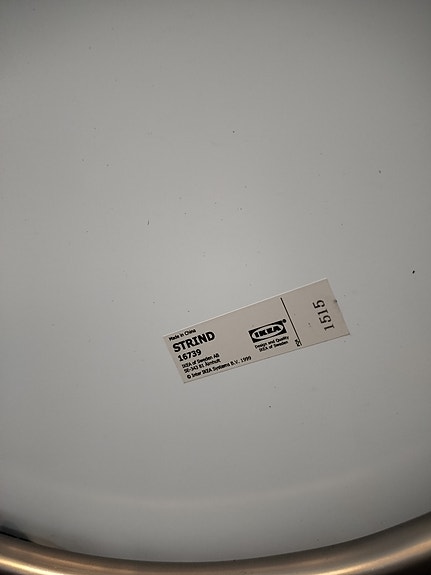 Made in China
STRIND
16739
IKEA of Sweden AB
SE-343 81 Älmhult
© Inter IKEA Systems B.V. 1999
IKEA®
Design and Quality
IKEA of Sweden
1515